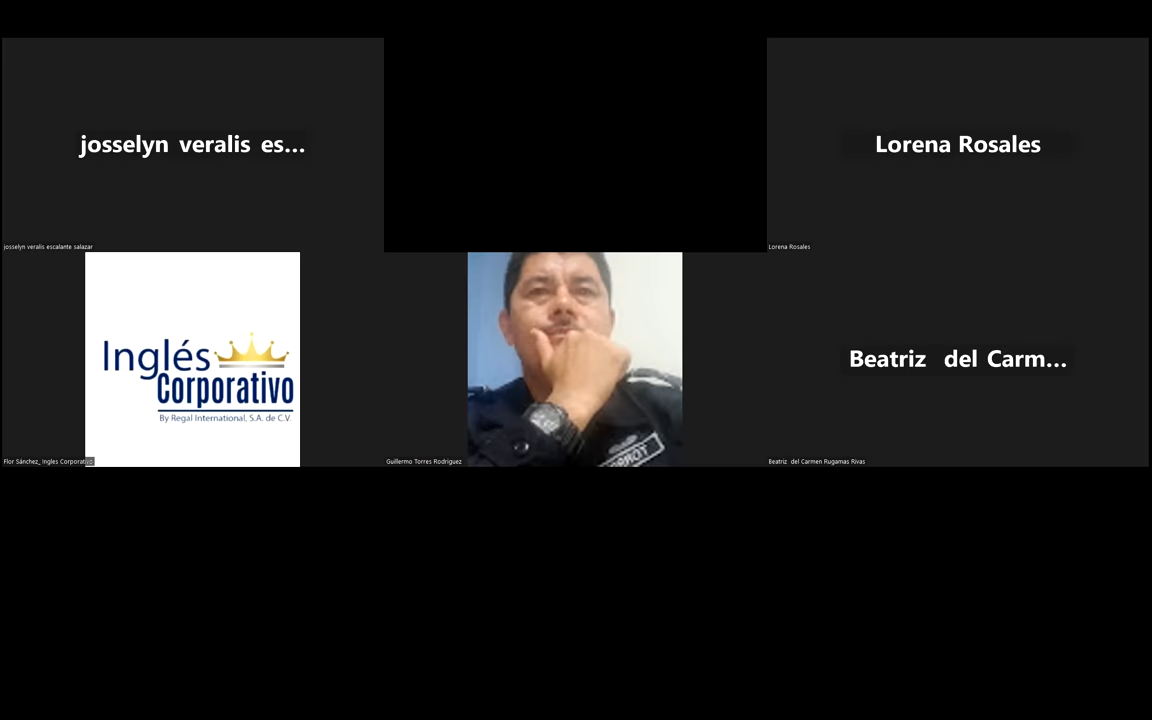 josselyn veralis es...
josselyn veralis escalante salazar
Lorena Rosales
Lorena Rosales
Inglés
Corporativo
By Regal International, S.A. de C.V.
Flor Sánchez_ Ingles Corporativo
Guillermo Torres Rodriguez
Beatriz del Carm...
Beatriz del Carmen Rugamas Rivas